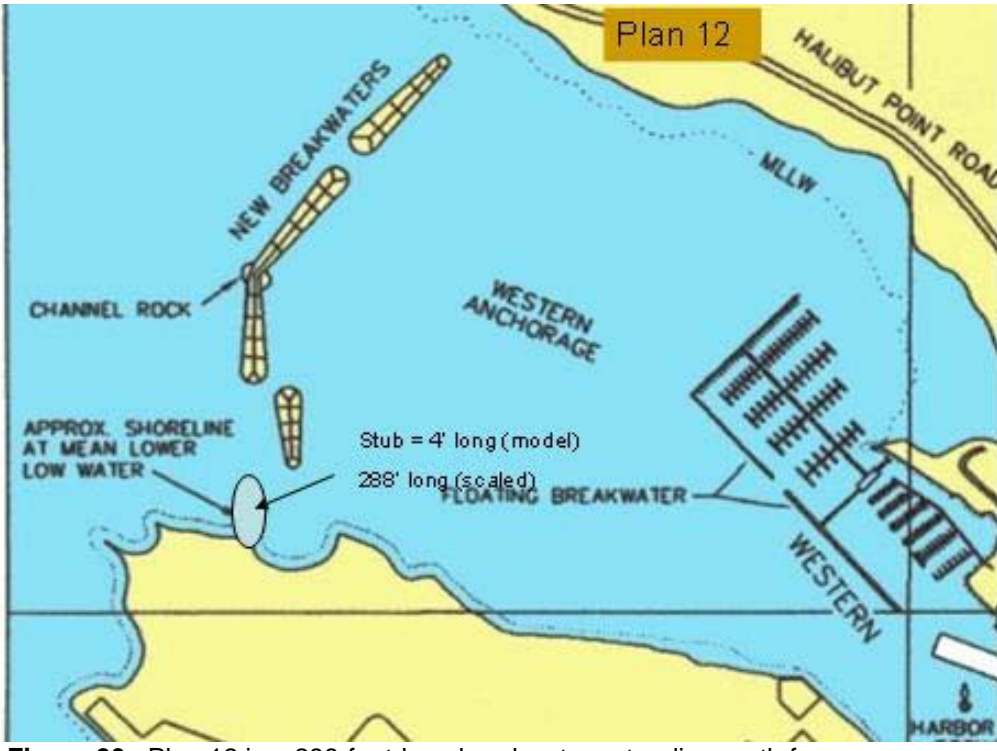 Plan 12
HALIBUT POINT ROAD
NEW BREAKWATERS
MLLW
CHANNEL ROCK
WESTERN
ANCHORAGE
APPROX. SHORELINE
AT MEAN LOWER
LOW WATER
Stub = 4' long (model)
288' long (scaled)
FLOATING BREAKWATER
WESTERN
HARBOR